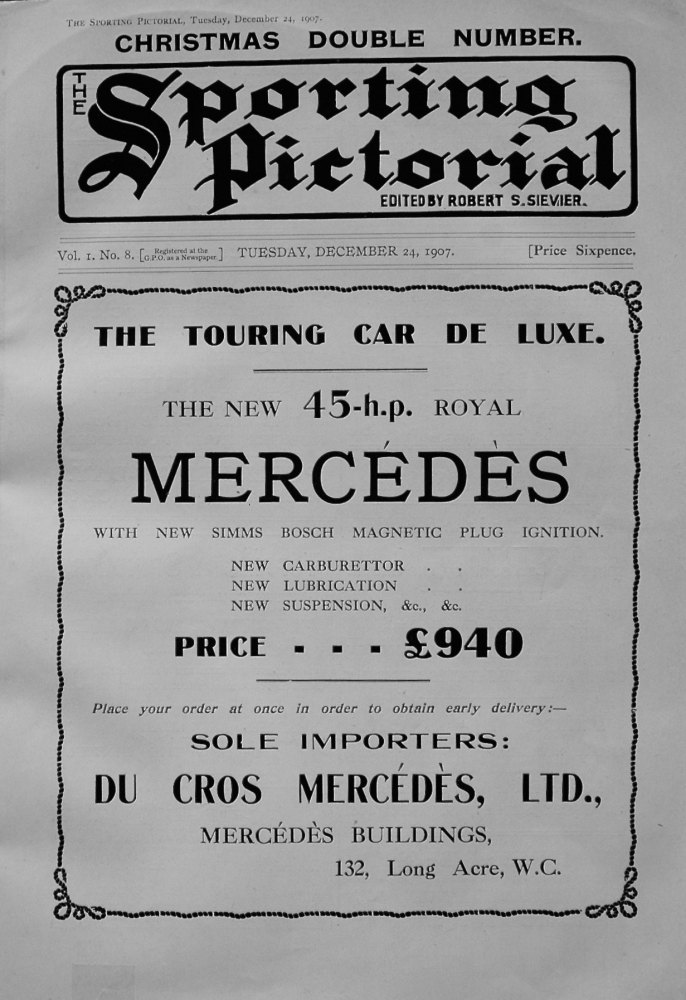 The Sporting Pictorial, Tuesday, December 24, 1907.
CHRISTMAS DOUBLE NUMBER.
THE
Sporting
Pictorial
EDITED BY ROBERT S. SIEVIER.
Vol. 1. No. 8. [Registered at the G.P.O. as a Newspaper] TUESDAY, DECEMBER 24, 1907. [Price Sixpence.
THE TOURING CAR DE LUXE.
THE NEW 45-h.p. ROYAL
MERCÉDÈS
WITH NEW SIMMS BOSCH MAGNETIC PLUG IGNITION.
NEW CARBURETTOR . .
NEW LUBRICATION . .
NEW SUSPENSION, &c., &c.
PRICE - - - £940
Place your order at once in order to obtain early delivery:—
SOLE IMPORTERS:
DU CROS MERCÉDÈS, LTD.,
MERCÉDÈS BUILDINGS,
132, Long Acre, W.C.